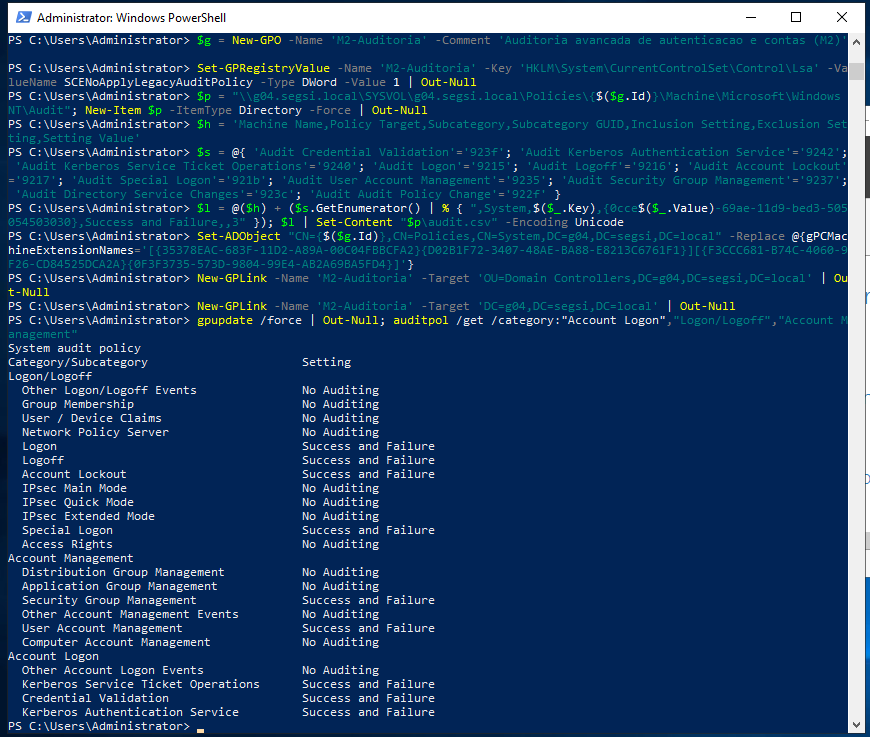 Administrator: Windows PowerShell
PS C:\Users\Administrator> $g = New-GPO -Name 'M2-Auditoria' -Comment 'Auditoria avancada de autenticacao e contas (M2)'
PS C:\Users\Administrator> Set-GPRegistryValue -Name 'M2-Auditoria' -Key 'HKLM\System\CurrentControlSet\Control\Lsa' -Va
lueName SCENoApplyLegacyAuditPolicy -Type DWord -Value 1 | Out-Null
PS C:\Users\Administrator> $p = "\\g04.segsi.local\SYSVOL\g04.segsi.local\Policies\{$($g.Id)}\Machine\Microsoft\Windows
NT\Audit"; New-Item $p -ItemType Directory -Force | Out-Null
PS C:\Users\Administrator> $h = 'Machine Name,Policy Target,Subcategory,Subcategory GUID,Inclusion Setting,Exclusion Set
ting,Setting Value'
PS C:\Users\Administrator> $s = @{ 'Audit Credential Validation'='923f'; 'Audit Kerberos Authentication Service'='9242';
'Audit Kerberos Service Ticket Operations'='9240'; 'Audit Logon'='9215'; 'Audit Logoff'='9216'; 'Audit Account Lockout'
='9217'; 'Audit Special Logon'='921b'; 'Audit User Account Management'='9235'; 'Audit Security Group Management'='9237';
'Audit Directory Service Changes'='923c'; 'Audit Audit Policy Change'='922f' }
PS C:\Users\Administrator> $l = @($h) + ($s.GetEnumerator() | % { ",System,$($_.Key),{0cce$($_.Value)-69ae-11d9-bed3-505
054503030},Success and Failure,,3" }); $l | Set-Content "$p\audit.csv" -Encoding Unicode
PS C:\Users\Administrator> Set-ADObject "CN={$($g.Id)},CN=Policies,CN=System,DC=g04,DC=segsi,DC=local" -Replace @{gPCMac
hineExtensionNames='[{35378EAC-683F-11D2-A89A-00C04FBBCFA2}{D02B1F72-3407-48AE-BA88-E8213C6761F1}][{F3CCC681-B74C-4060-9
F26-CD84525DCA2A}{0F3F3735-573D-9804-99E4-AB2A69BA5FD4}]'}
PS C:\Users\Administrator> New-GPLink -Name 'M2-Auditoria' -Target 'OU=Domain Controllers,DC=g04,DC=segsi,DC=local' | Ou
t-Null
PS C:\Users\Administrator> New-GPLink -Name 'M2-Auditoria' -Target 'DC=g04,DC=segsi,DC=local' | Out-Null
PS C:\Users\Administrator> gpupdate /force | Out-Null; auditpol /get /category:"Account Logon","Logon/Logoff","Account M
anagement"
System audit policy
Category/Subcategory Setting
Logon/Logoff
Other Logon/Logoff Events No Auditing
Group Membership No Auditing
User / Device Claims No Auditing
Network Policy Server No Auditing
Logon Success and Failure
Logoff Success and Failure
Account Lockout Success and Failure
IPsec Main Mode No Auditing
IPsec Quick Mode No Auditing
IPsec Extended Mode No Auditing
Special Logon Success and Failure
Access Rights No Auditing
Account Management
Distribution Group Management No Auditing
Application Group Management No Auditing
Security Group Management Success and Failure
Other Account Management Events No Auditing
User Account Management Success and Failure
Computer Account Management No Auditing
Account Logon
Other Account Logon Events No Auditing
Kerberos Service Ticket Operations Success and Failure
Credential Validation Success and Failure
Kerberos Authentication Service Success and Failure
PS C:\Users\Administrator>